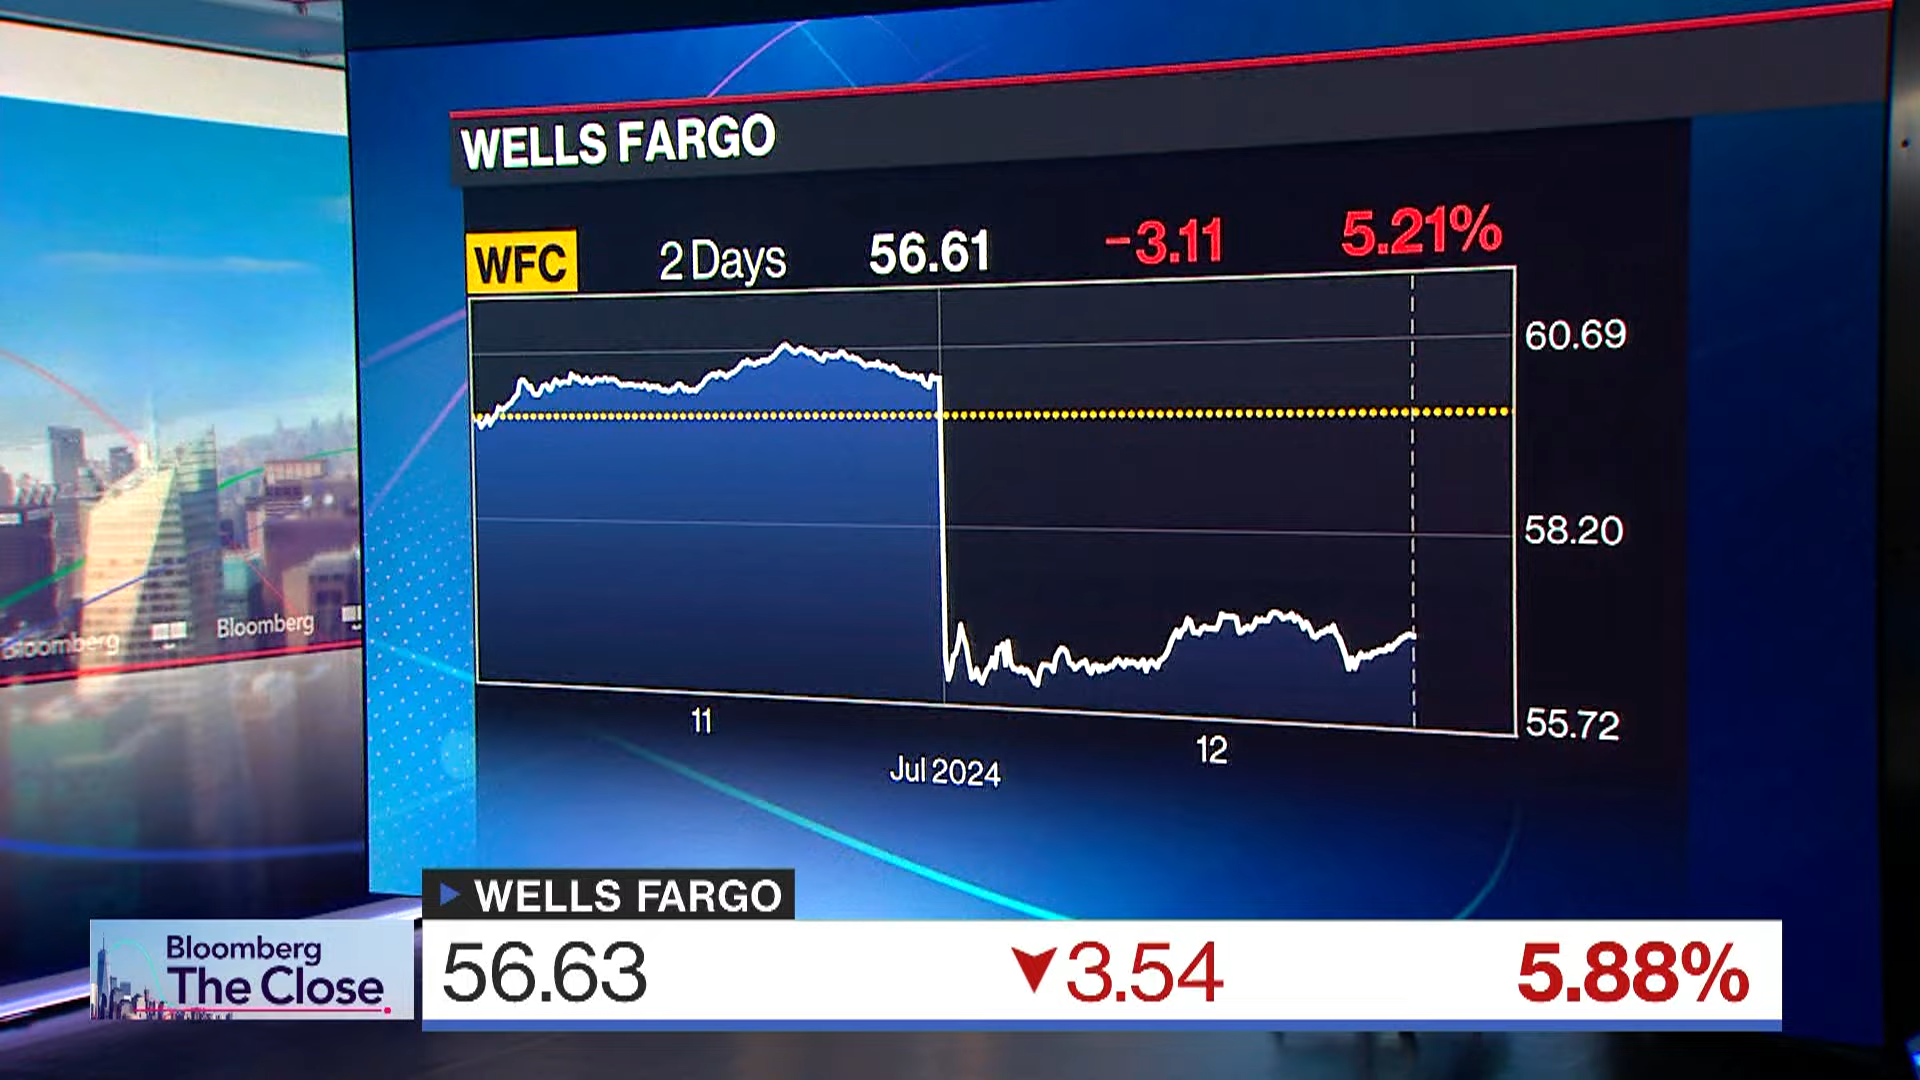 WELLS FARGO
WFC 2 Days 56.61 -3.11 5.21%
60.69
58.20
55.72
11
12
Jul 2024
Bloomberg
Bloomberg
WELLS FARGO
Bloomberg
The Close
56.63 3.54 5.88%